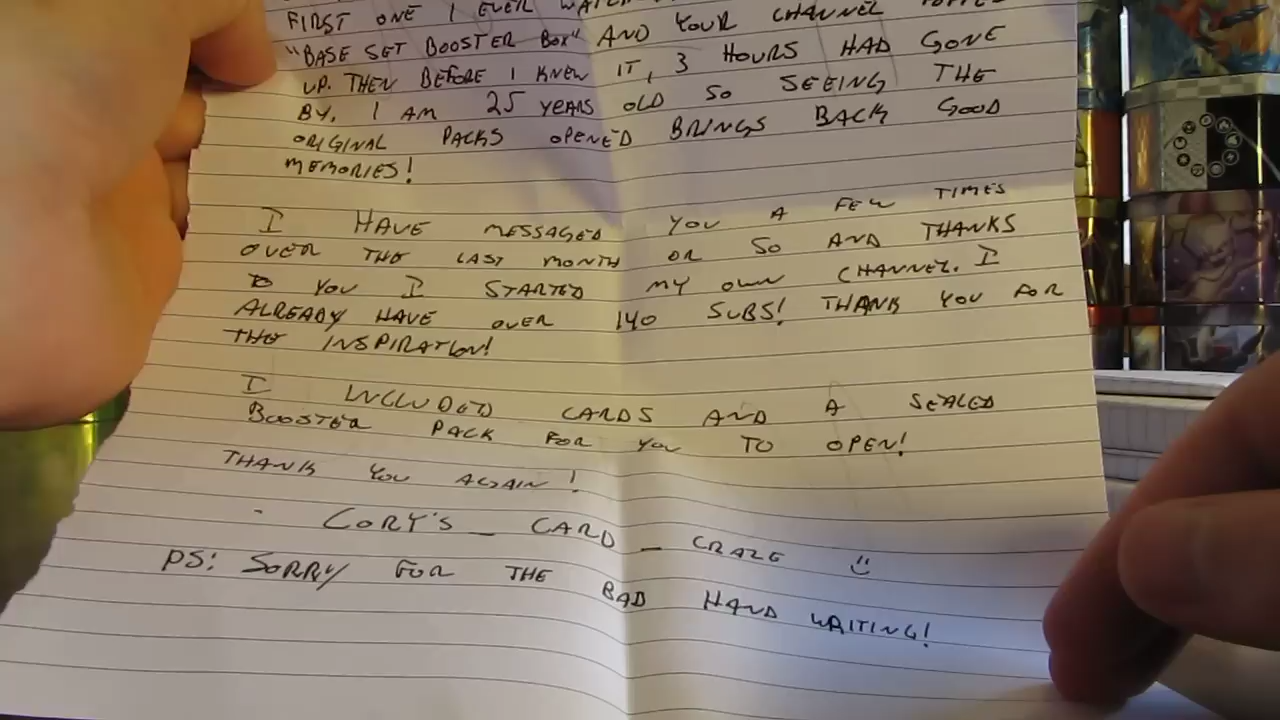 FIRST ONE I EVER
"BASE SET BOOSTER BOX" AND YOUR CHANNEL
UP. THEN BEFORE I KNEW IT, 3 HOURS HAD GONE
BY. I AM 25 YEARS OLD SO SEEING THE
ORIGINAL PACKS OPENED BRINGS BACK GOOD
MEMORIES!
I HAVE MESSAGED YOU A FEW TIMES
OVER THE LAST MONTH OR SO AND THANKS
TO YOU I STARTED MY OWN CHANNEL. I
ALREADY HAVE OVER 140 SUBS! THANK YOU FOR
THE INSPIRATION!
I INCLUDED CARDS AND A SEALED
BOOSTER PACK FOR YOU TO OPEN!
THANK YOU AGAIN!
- CORY'S_CARD_CRAZE
PS: SORRY FOR THE BAD HAND WRITING!